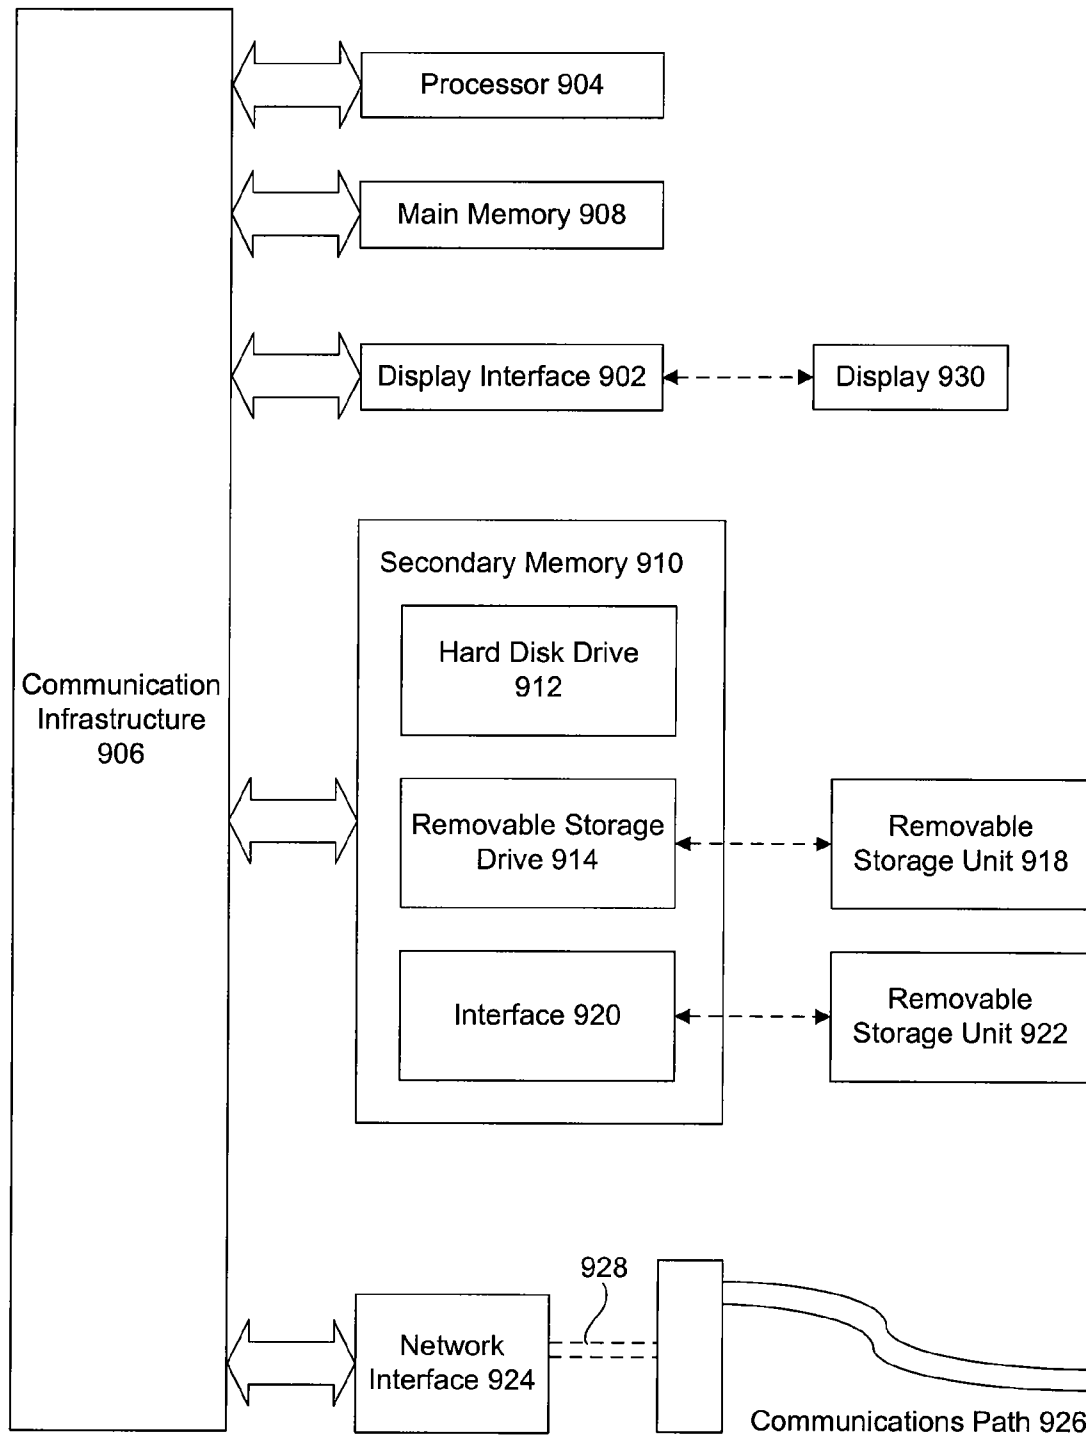 Processor 904
Main Memory 908
Display Interface 902
Display 930
Secondary Memory 910
Hard Disk Drive
912
Communication
Infrastructure
906
Removable Storage
Drive 914
Removable
Storage Unit 918
Interface 920
Removable
Storage Unit 922
928
Network
Interface 924
Communications Path 926